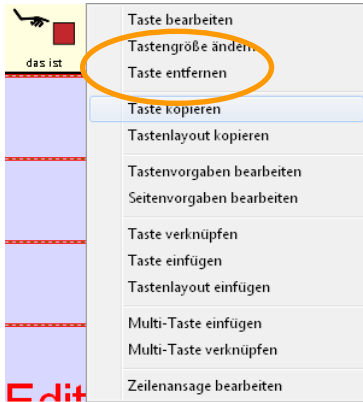 das ist
Taste bearbeiten
Tastengröße ändern
Taste entfernen
Taste kopieren
Tastenlayout kopieren
Tastenvorgaben bearbeiten
Seitenvorgaben bearbeiten
Taste verknüpfen
Taste einfügen
Tastenlayout einfügen
Multi-Taste einfügen
Multi-Taste verknüpfen
Zeilenansage bearbeiten
Edit